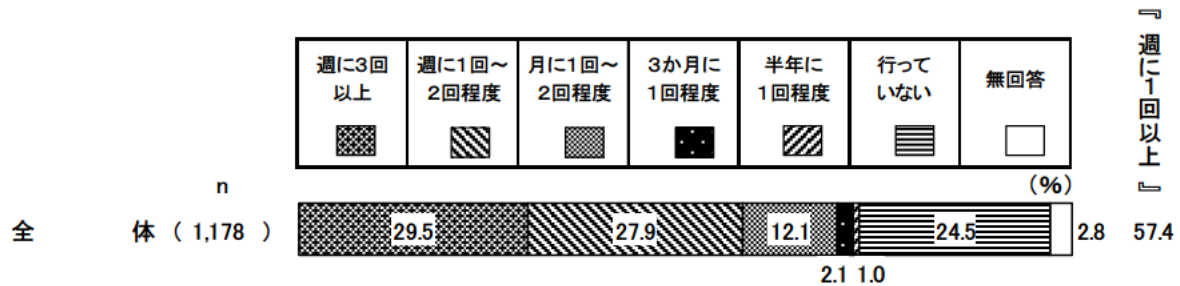 『週に1回以上』
週に3回以上
週に1回～2回程度
月に1回～2回程度
3か月に1回程度
半年に1回程度
行っていない
無回答
(%)
n
全 体 ( 1,178 ) 29.5 27.9 12.1 24.5 2.8 57.4
2.1 1.0